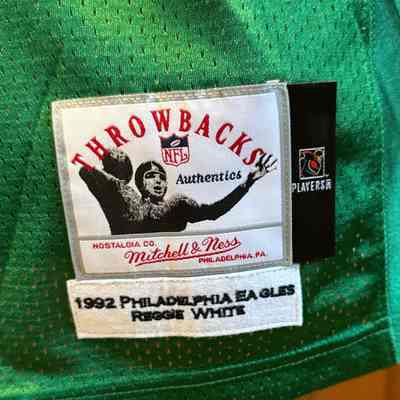 THROWBACKS
NFL
Authentics
PLAYERS
NOSTALGIA CO.
Mitchell & Ness
PHILADELPHIA, PA.
1992 PHILADELPHIA EAGLES
REGGIE WHITE